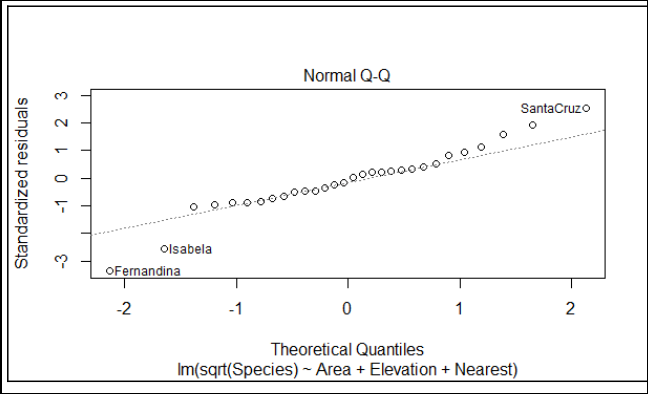 Normal Q-Q
Standardized residuals
3
2
1
0
-1
-3
SantaCruz
Isabela
Fernandina
-2
-1
0
1
2
Theoretical Quantiles
lm(sqrt(Species) ~ Area + Elevation + Nearest)